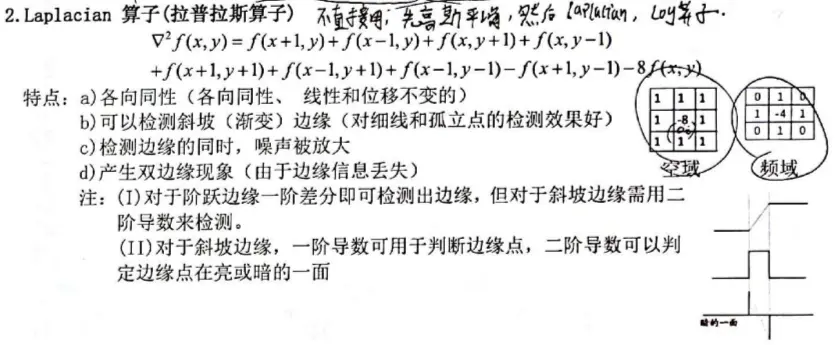 2.Laplacian 算子(拉普拉斯算子) 不直接用；先高斯平滑，然后 Laplacian，Log算子.
∇²f(x,y)=f(x+1,y)+f(x−1,y)+f(x,y+1)+f(x,y−1)
+f(x+1,y+1)+f(x−1,y+1)+f(x−1,y−1)−f(x+1,y−1)−8f(x,y)
特点：a)各向同性（各向同性、 线性和位移不变的）
b)可以检测斜坡（渐变）边缘（对细线和孤立点的检测效果好）
c)检测边缘的同时，噪声被放大
d)产生双边缘现象（由于边缘信息丢失）
1 1 1
1 -8 1
1 1 1
空域
0 1 0
1 -4 1
0 1 0
频域
注：(I)对于阶跃边缘一阶差分即可检测出边缘，但对于斜坡边缘需用二
阶导数来检测。
(II)对于斜坡边缘，一阶导数可用于判断边缘点，二阶导数可以判
定边缘点在亮或暗的一面
暗的一面